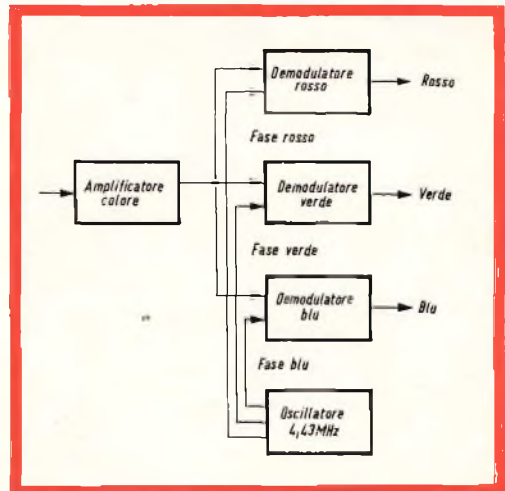 Demodulatore
rosso
Rosso
Fase rosso
Amplificatore
colore
Demodulatore
verde
Verde
Fase verde
Demodulatore
blu
Blu
Fase blu
Oscillatore
4,43MHz